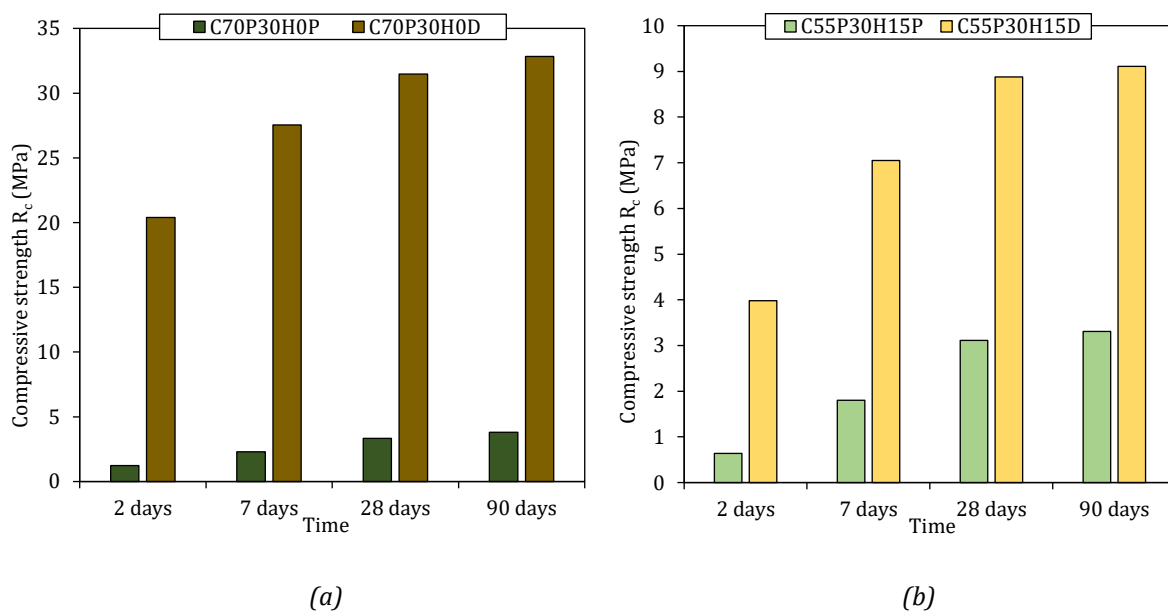 C70P30H0P C70P30H0D
35
30
25
20
15
10
5
0
Compressive strength Rc (MPa)
2 days 7 days 28 days 90 days
Time
(a)
C55P30H15P C55P30H15D
10
9
8
7
6
5
4
3
2
1
0
Compressive strength Rc (MPa)
2 days 7 days 28 days 90 days
Time
(b)